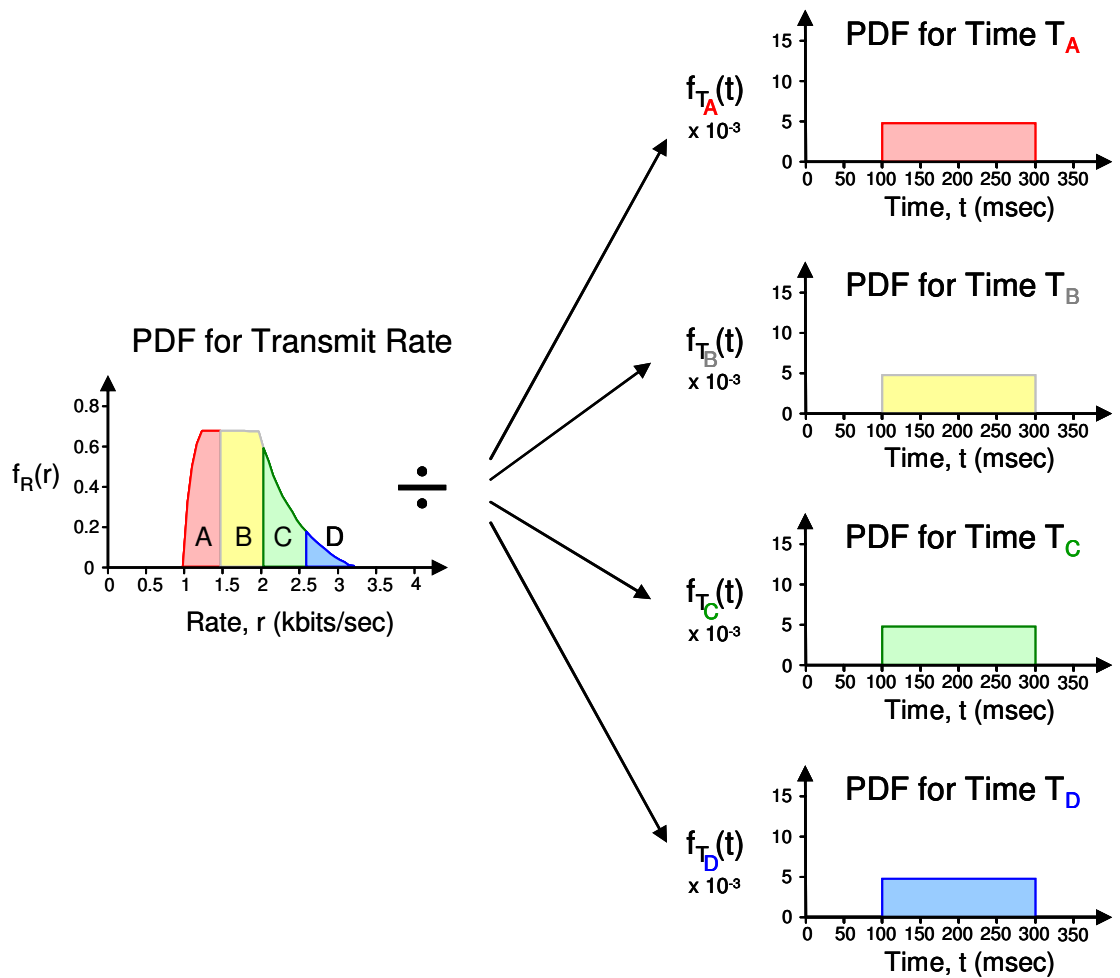 PDF for Transmit Rate
0.8
0.6
0.4
0.2
0
f_R(r)
A B C D
0 0.5 1 1.5 2 2.5 3 3.5 4
Rate, r (kbits/sec)
÷
PDF for Time T_A
f_T_A(t)
x 10^-3
15
10
5
0
0 50 100 150 200 250 300 350
Time, t (msec)
PDF for Time T_B
f_T_B(t)
x 10^-3
15
10
5
0
0 50 100 150 200 250 300 350
Time, t (msec)
PDF for Time T_C
f_T_C(t)
x 10^-3
15
10
5
0
0 50 100 150 200 250 300 350
Time, t (msec)
PDF for Time T_D
f_T_D(t)
x 10^-3
15
10
5
0
0 50 100 150 200 250 300 350
Time, t (msec)